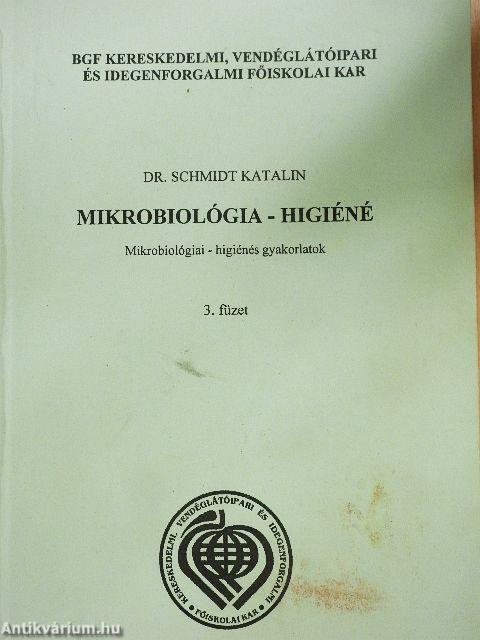 BGF KERESKEDELMI, VENDÉGLÁTÓIPARI
ÉS IDEGENFORGALMI FŐISKOLAI KAR
DR. SCHMIDT KATALIN
MIKROBIOLÓGIA - HIGIÉNÉ
Mikrobiológiai - higiénés gyakorlatok
3. füzet
KERESKEDELMI, VENDÉGLÁTÓIPARI ÉS IDEGENFORGALMI
• FŐISKOLAI KAR •
Antikvárium.hu